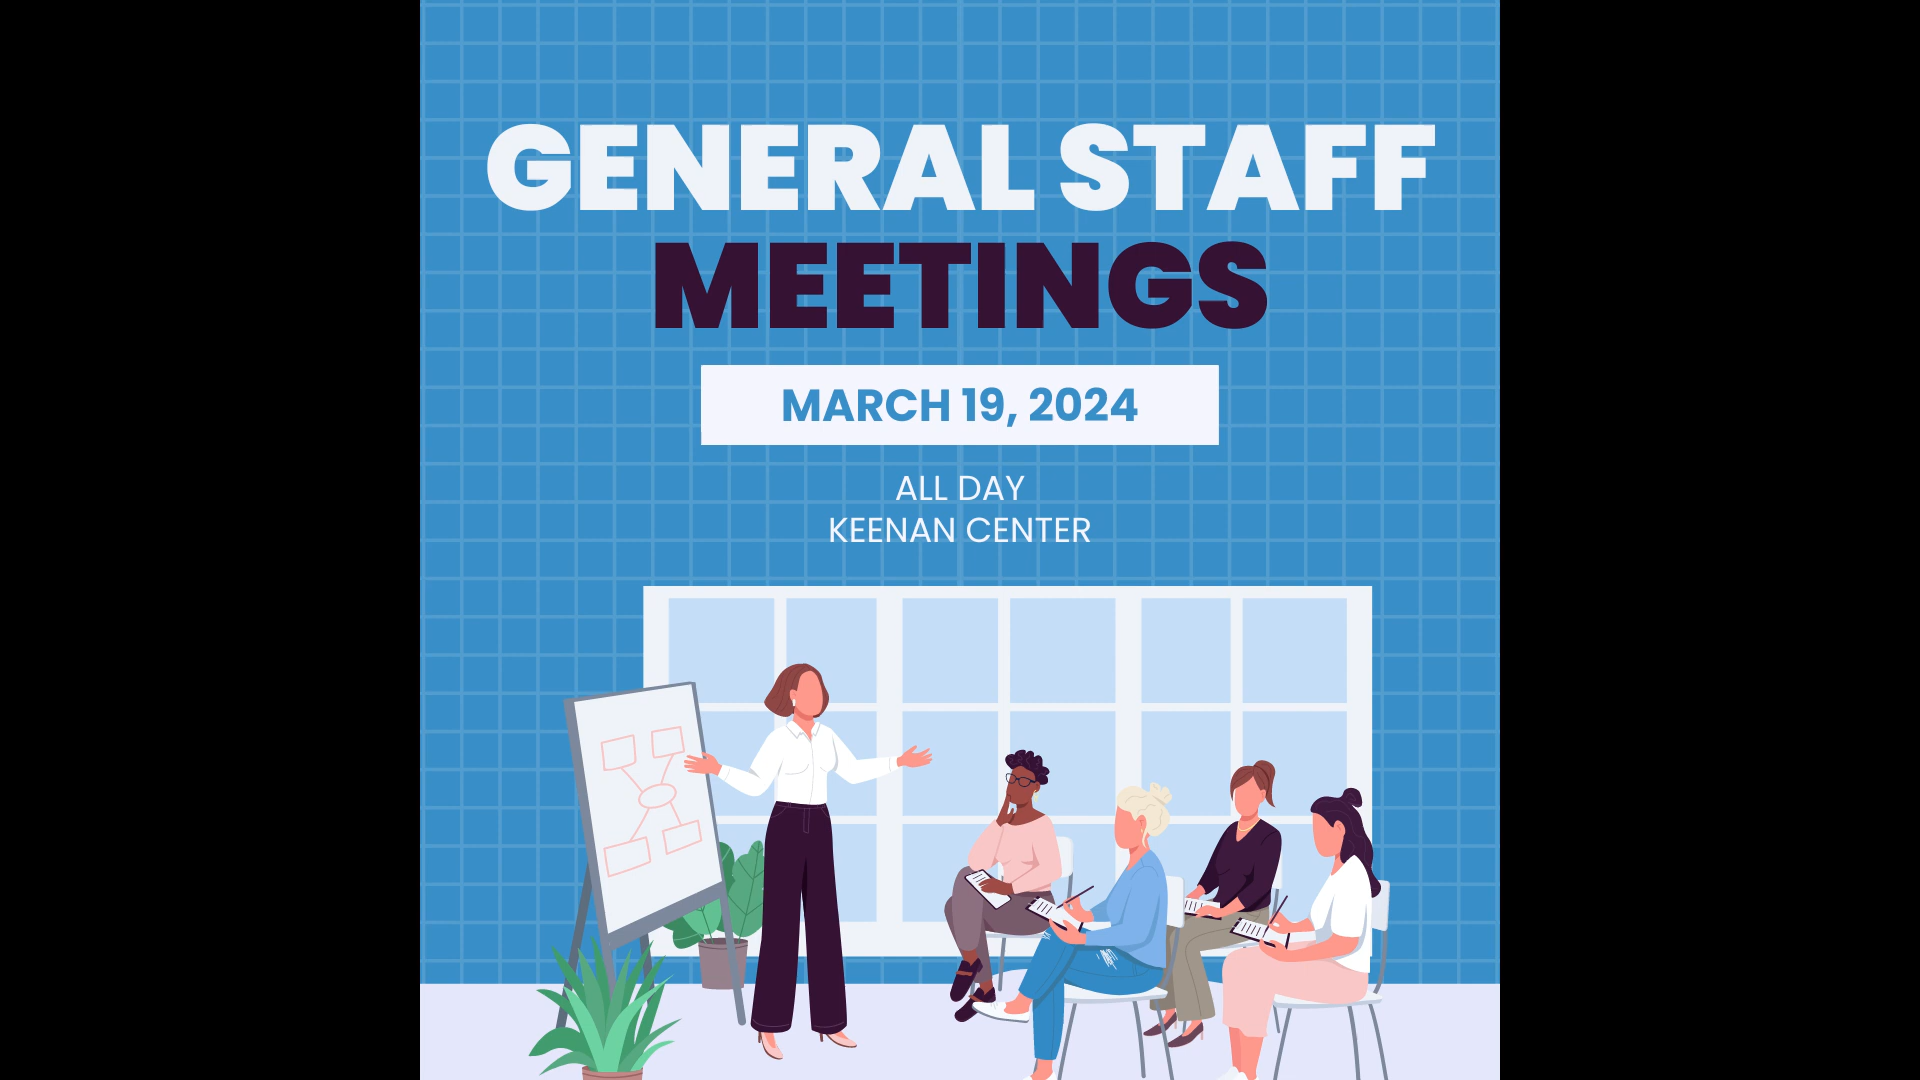 GENERAL STAFF
MEETINGS
MARCH 19, 2024
ALL DAY
KEENAN CENTER